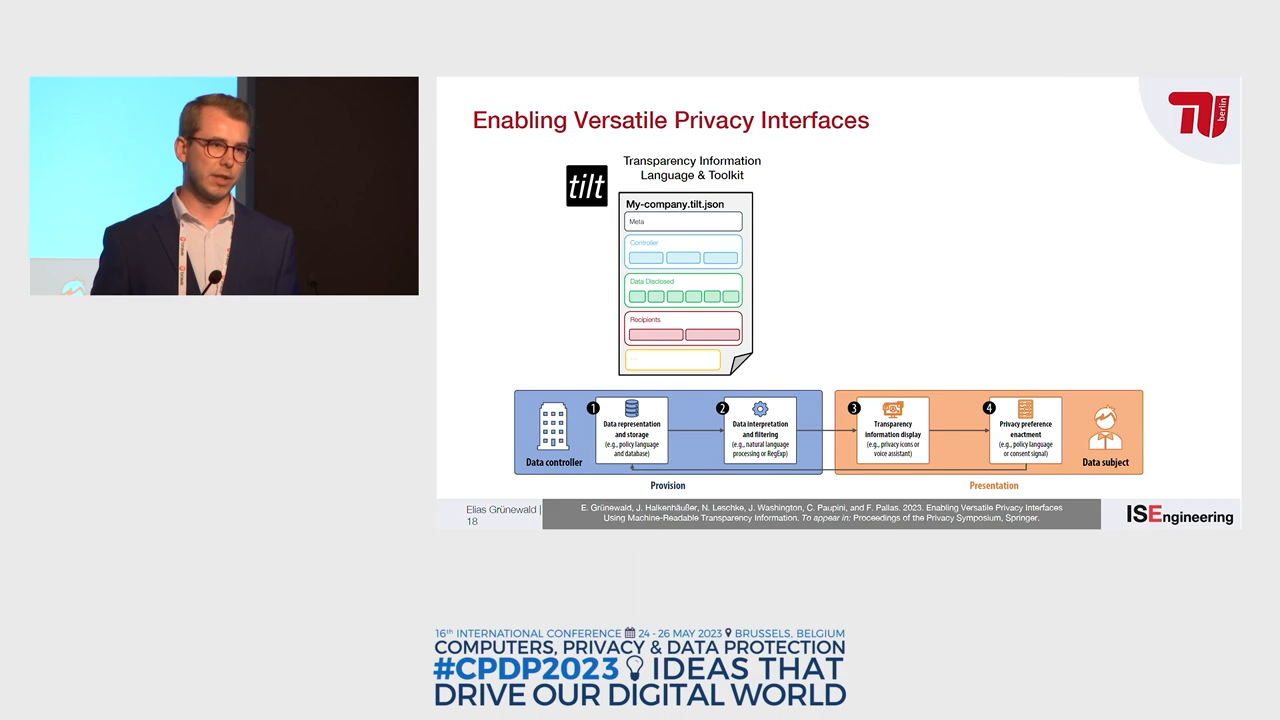 Enabling Versatile Privacy Interfaces
TU
berlin
tilt
Transparency Information
Language & Toolkit
My-company.tilt.json
Meta
Controller
Data Disclosed
Recipients
...
1
Data representation
and storage
(e.g., policy language
and database)
2
Data interpretation
and filtering
(e.g., natural language
processing or RegExp)
3
Transparency
information display
(e.g., privacy icons or
voice assistant)
4
Privacy preference
enactment
(e.g., policy language
or consent signal)
Data controller
Data subject
Provision
Presentation
Elias Grünewald |
18
E. Grünewald, J. Halkenhäußer, N. Leschke, J. Washington, C. Paupini, and F. Pallas. 2023. Enabling Versatile Privacy Interfaces
Using Machine-Readable Transparency Information. To appear in: Proceedings of the Privacy Symposium, Springer.
ISEngineering
16th INTERNATIONAL CONFERENCE 24 - 26 MAY 2023 BRUSSELS, BELGIUM
COMPUTERS, PRIVACY & DATA PROTECTION
#CPDP2023 IDEAS THAT
DRIVE OUR DIGITAL WORLD